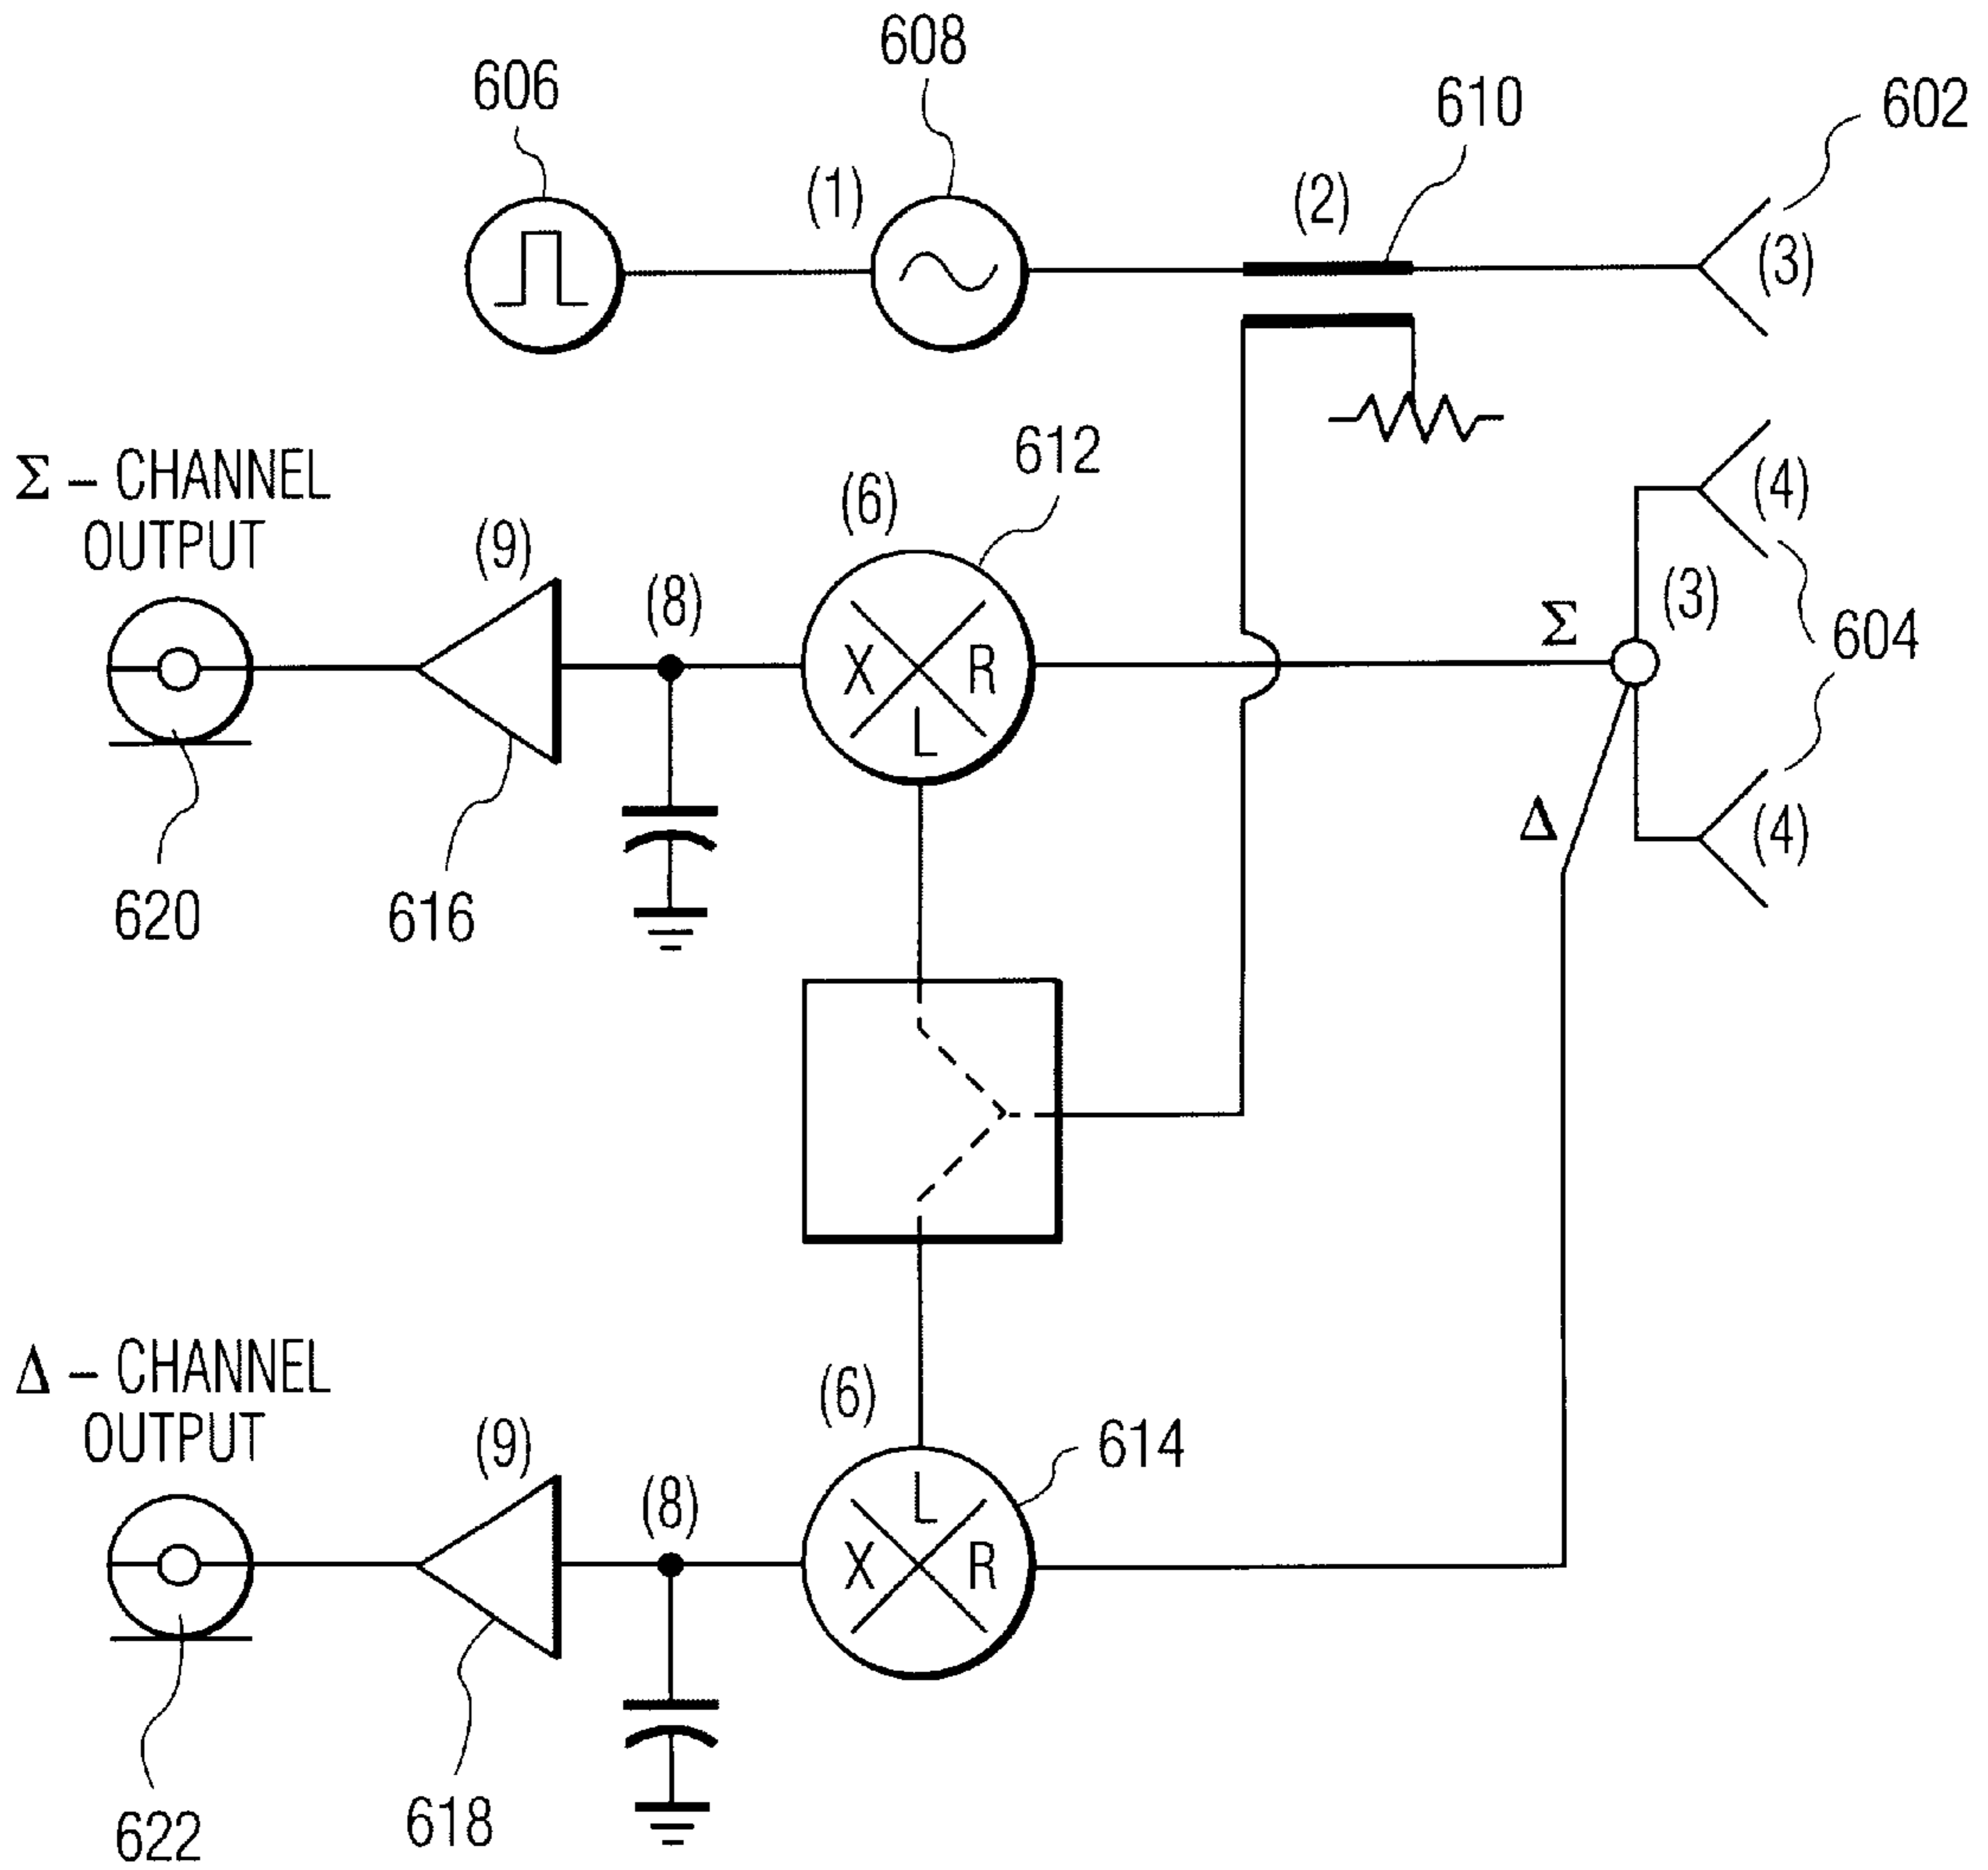 608
606
610
602
(1)
(2)
(3)
612
Σ – CHANNEL
OUTPUT
(6)
(4)
(9)
(8)
(3)
Σ
604
X
R
L
Δ
(4)
620
616
Δ – CHANNEL
OUTPUT
(6)
614
(9)
(8)
L
X
R
622
618